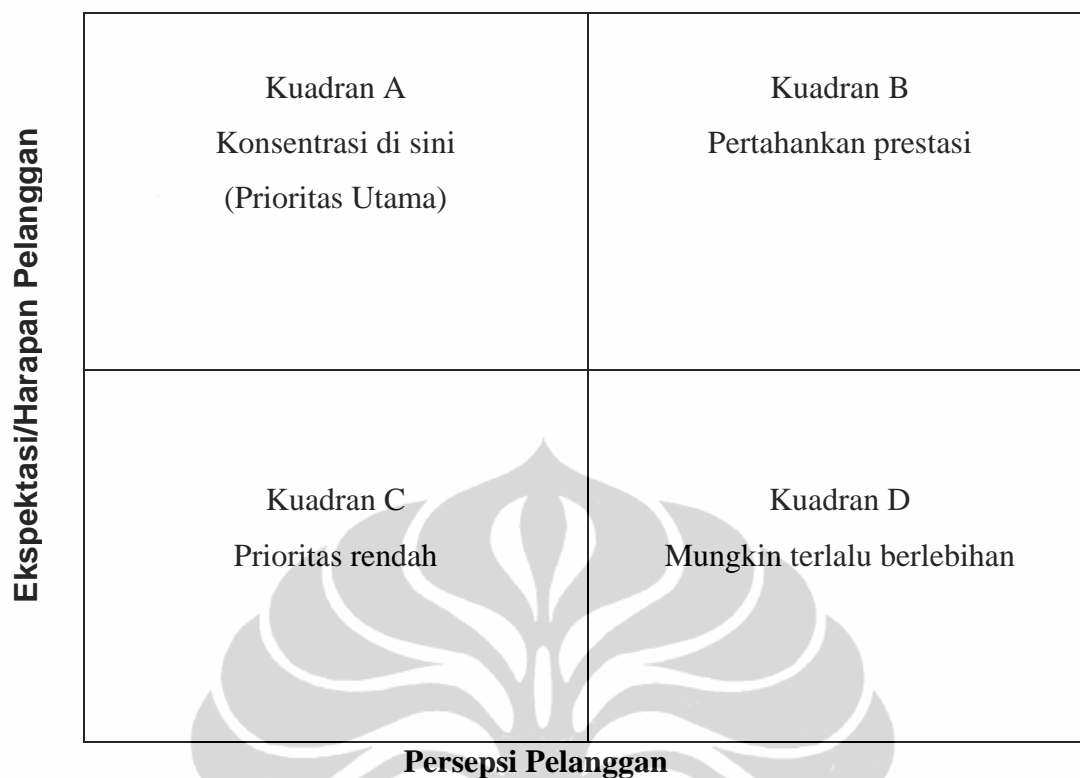 Ekspektasi/Harapan Pelanggan
Kuadran A
Konsentrasi di sini
(Prioritas Utama)
Kuadran B
Pertahankan prestasi
Kuadran C
Prioritas rendah
Kuadran D
Mungkin terlalu berlebihan
Persepsi Pelanggan